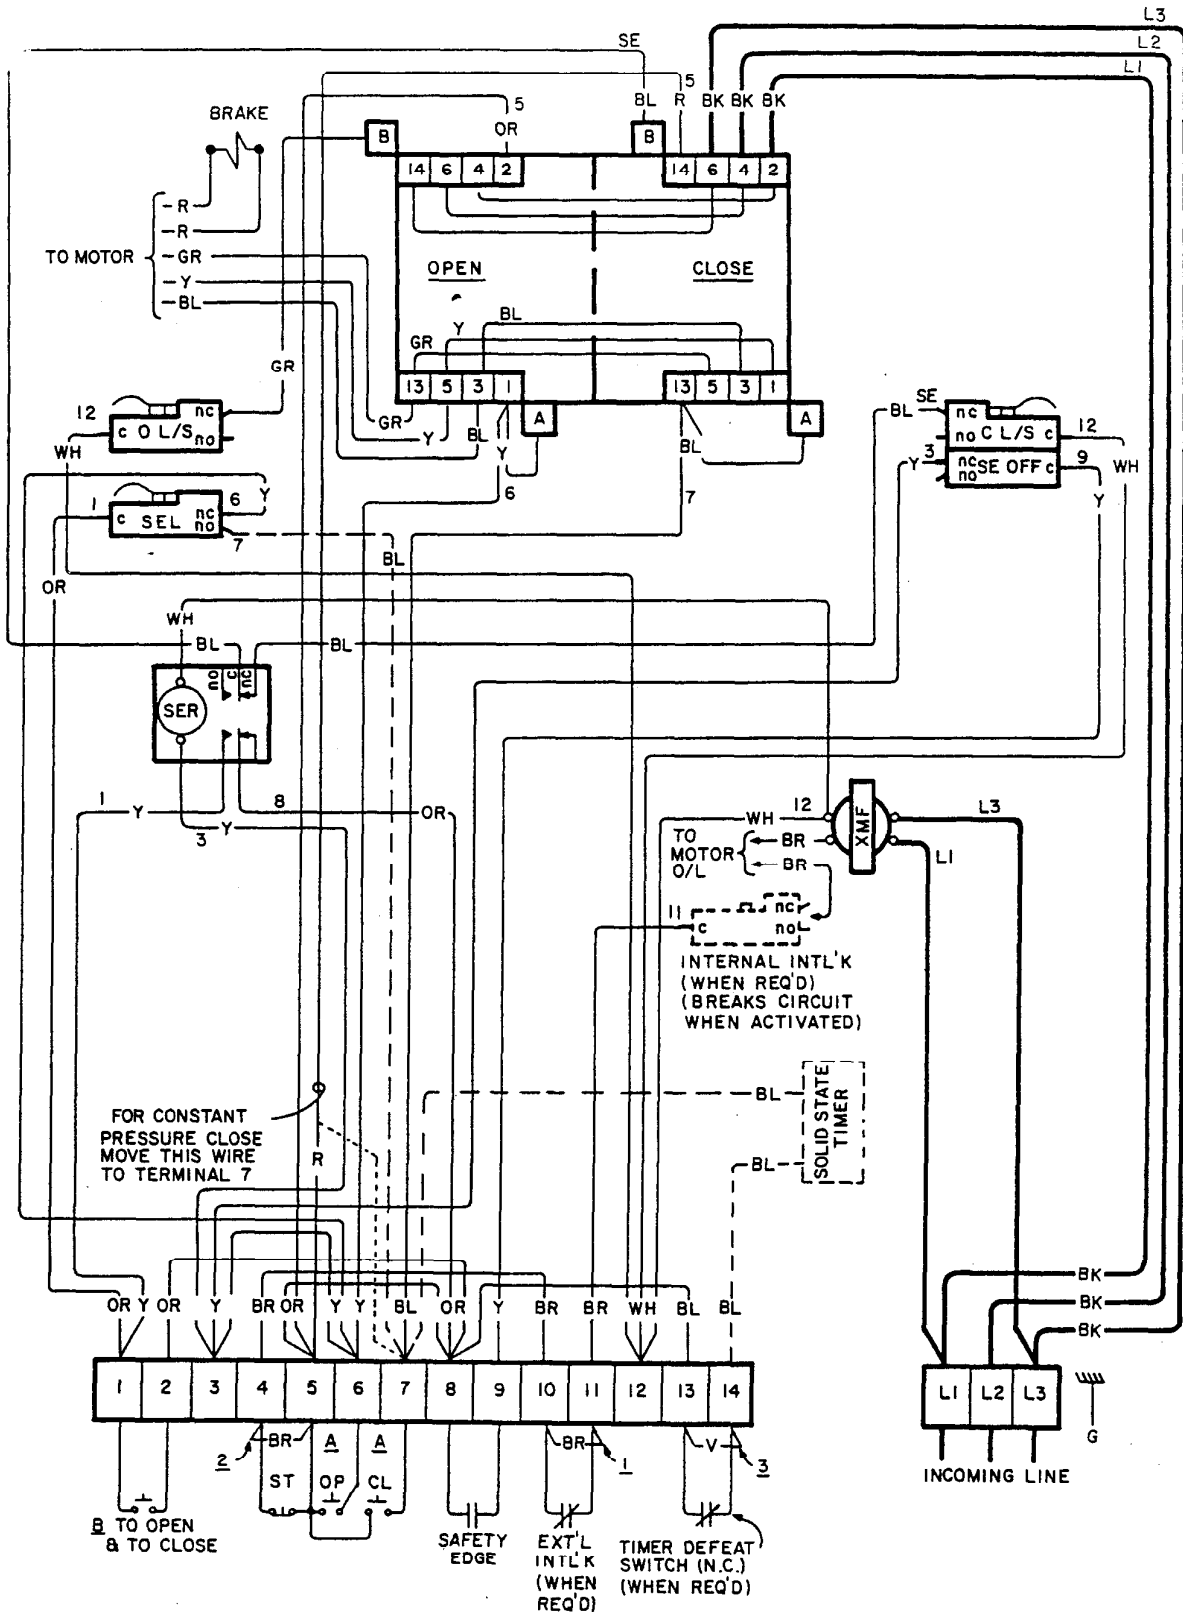 L3
SE
L2
5
L1
BL R BK BK BK
5
BRAKE
OR
B
B
14 6 4 2
14 6 4 2
R
R
TO MOTOR
GR
Y
BL
OPEN
CLOSE
BL
Y
GR
GR
13 5 3 1
13 5 3 1
SE
12
nc
GR
A
A
BL
nc
12
c O L/S no
BL
Y
BL
no C L/S c
WH
Y
3
nc SE OFF c
9
WH
1
6
6
7
Y
no
Y
c SEL nc
no
7
BL
OR
WH
BL
BL
no c nc
SER
1
Y
8
OR
WH
12
XMF
L3
3
Y
TO
MOTOR
O/L
BR
BR
L1
11
nc
c
no
INTERNAL INTL'K
(WHEN REQ'D)
(BREAKS CIRCUIT
WHEN ACTIVATED)
FOR CONSTANT
PRESSURE CLOSE
MOVE THIS WIRE
TO TERMINAL 7
R
BL
SOLID STATE
TIMER
BL
BK
OR Y OR Y BR OR Y Y BL OR Y BR BR WH BL BL
BK
BK
1 2 3 4 5 6 7 8 9 10 11 12 13 14
L1 L2 L3
G
2 BR A A
BR 1
V 3
ST OP CL
INCOMING LINE
B TO OPEN
& TO CLOSE
SAFETY
EDGE
EXT'L
INTL'K
(WHEN
REQ'D)
TIMER DEFEAT
SWITCH (N.C.)
(WHEN REQ'D)